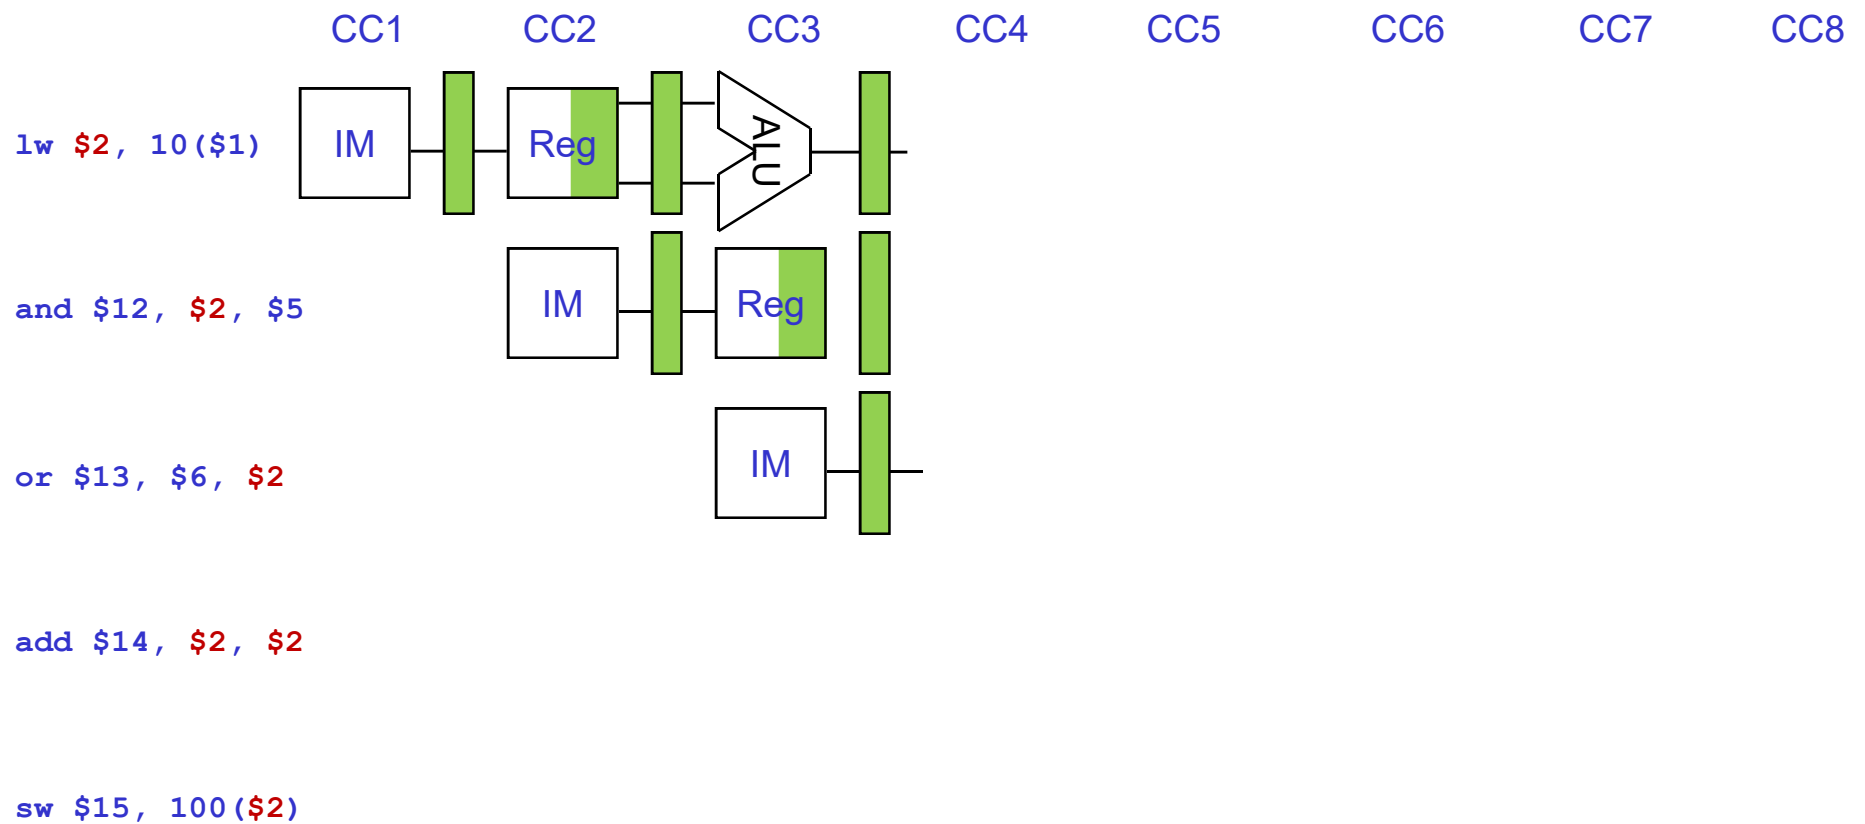 CC1 CC2 CC3 CC4 CC5 CC6 CC7 CC8
lw $2, 10($1) IM Reg ALU
and $12, $2, $5 IM Reg
or $13, $6, $2 IM
add $14, $2, $2
sw $15, 100($2)